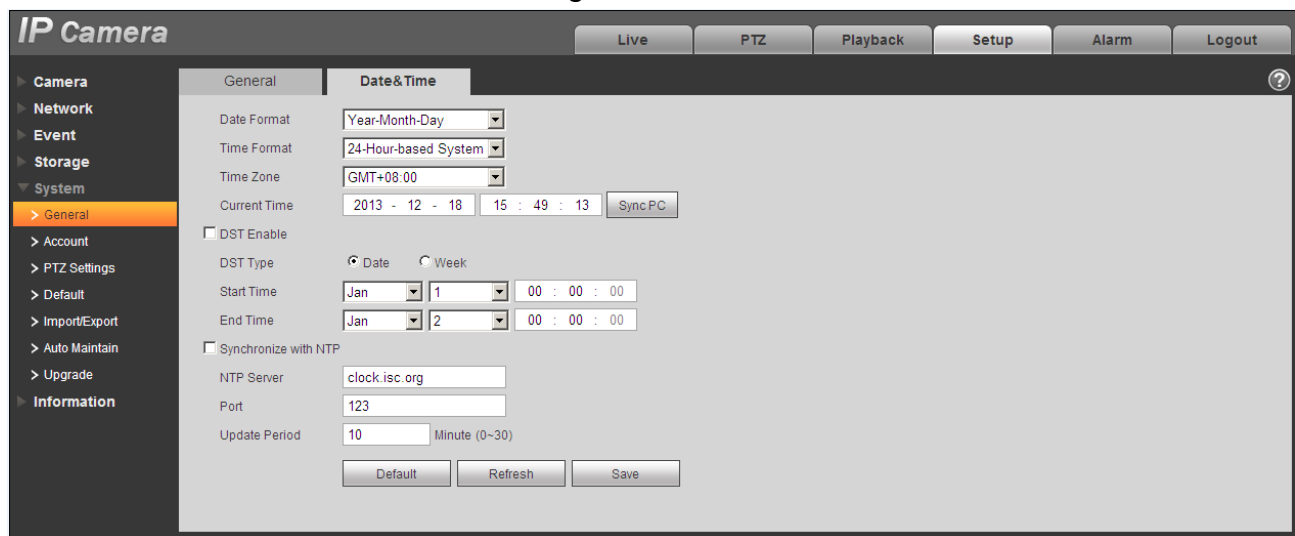 IP Camera
Live PTZ Playback Setup Alarm Logout
Camera
Network
Event
Storage
System
General
Account
PTZ Settings
Default
Import/Export
Auto Maintain
Upgrade
Information
General Date&Time ?
Date Format Year-Month-Day
Time Format 24-Hour-based System
Time Zone GMT+08:00
Current Time 2013 - 12 - 18 15 : 49 : 13 Sync PC
DST Enable
DST Type Date Week
Start Time Jan 1 00 : 00 : 00
End Time Jan 2 00 : 00 : 00
Synchronize with NTP
NTP Server clock.isc.org
Port 123
Update Period 10 Minute (0~30)
Default Refresh Save